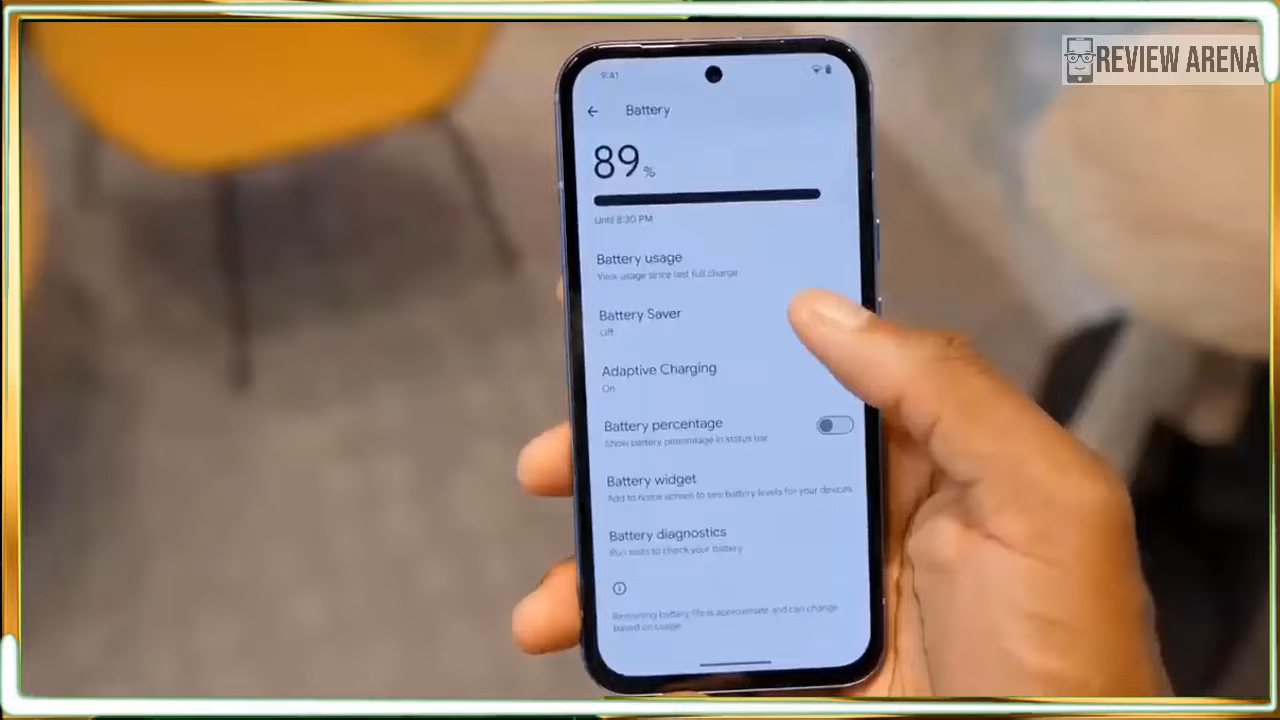 REVIEW ARENA
9:41
Battery
89%
Until 8:30 PM
Battery usage
View usage since last full charge
Battery Saver
Off
Adaptive Charging
On
Battery percentage
Show battery percentage in status bar
Battery widget
Add to home screen to see battery levels for your devices
Battery diagnostics
Run tests to check your battery
Remaining battery life is approximate and can change
based on usage